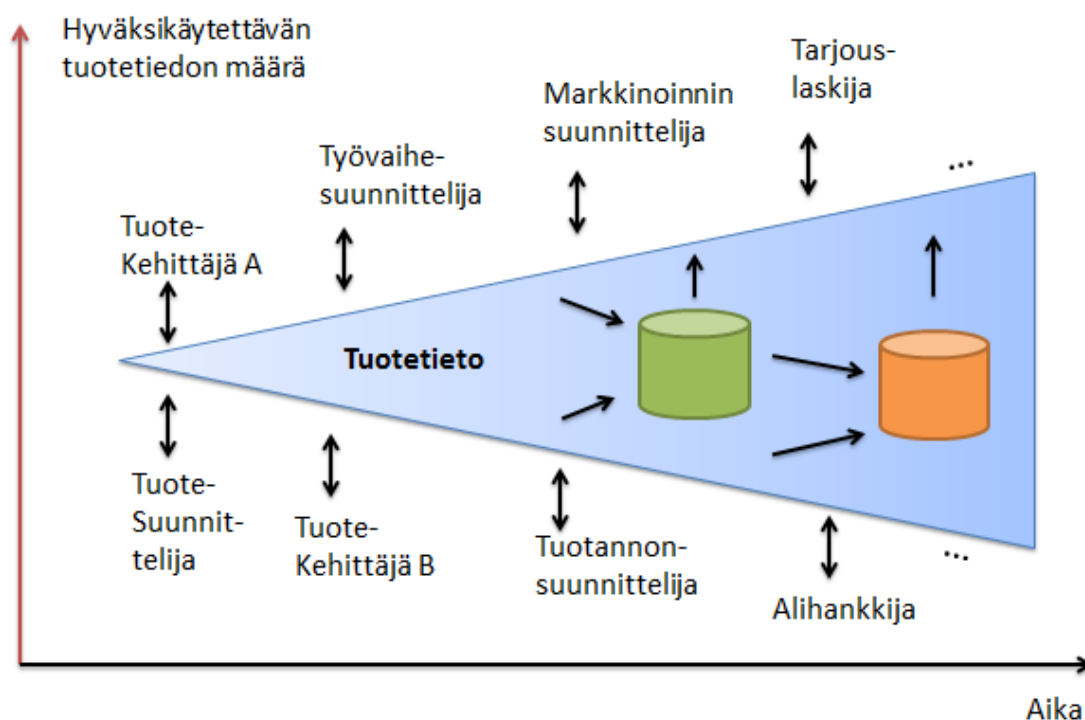 Hyväksikäytettävän
tuotetiedon määrä
Tarjous-
laskija
Markkinoinnin
suunnittelija
Työvaihe-
suunnittelija
Tuote-
Kehittäjä A
...
Tuotetieto
Tuote-
Suunnit-
telija
Tuote-
Kehittäjä B
Tuotannon-
suunnittelija
...
Alihankkija
Aika